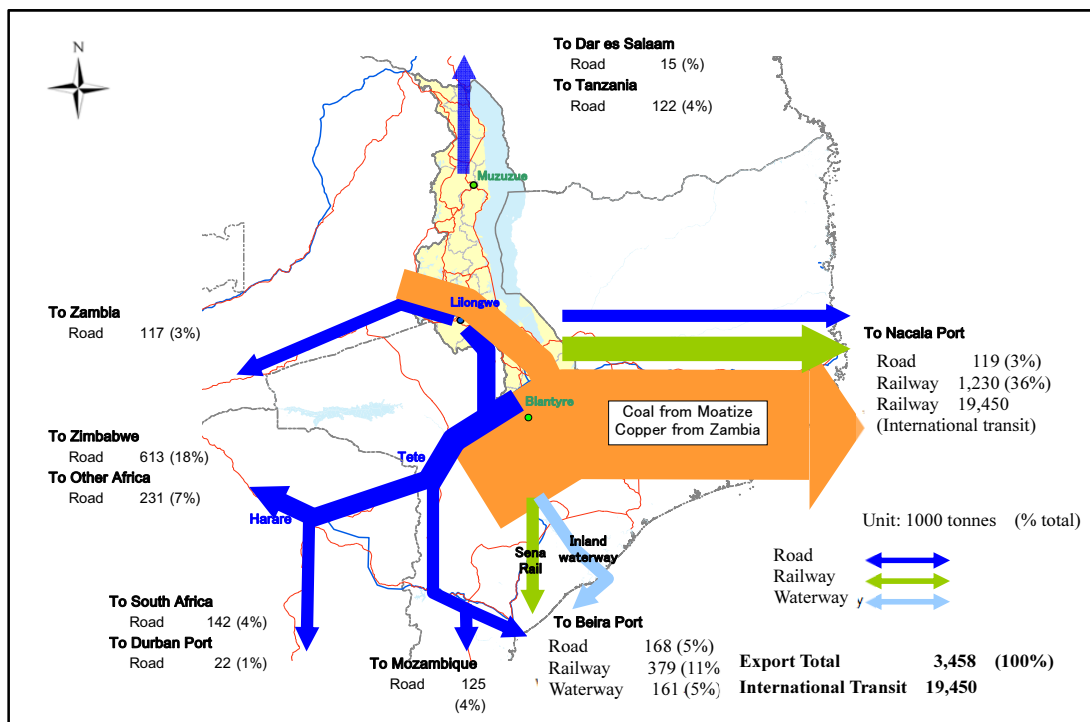 N
To Dar es Salaam
Road 15 (%)
To Tanzania
Road 122 (4%)
Muzuzue
To Zambia
Road 117 (3%)
Lilongwe
To Nacala Port
Road 119 (3%)
Railway 1,230 (36%)
Railway 19,450
(International transit)
Blantyre
Coal from Moatize
Copper from Zambia
To Zimbabwe
Road 613 (18%)
To Other Africa
Road 231 (7%)
Tete
Harare
Unit: 1000 tonnes (% total)
Sena
Rail
Inland
waterway
Road
Railway
Waterway y
To South Africa
Road 142 (4%)
To Durban Port
Road 22 (1%)
To Mozambique
Road 125
(4%)
To Beira Port
Road 168 (5%)
Railway 379 (11%
Waterway 161 (5%)
Export Total 3,458 (100%)
International Transit 19,450